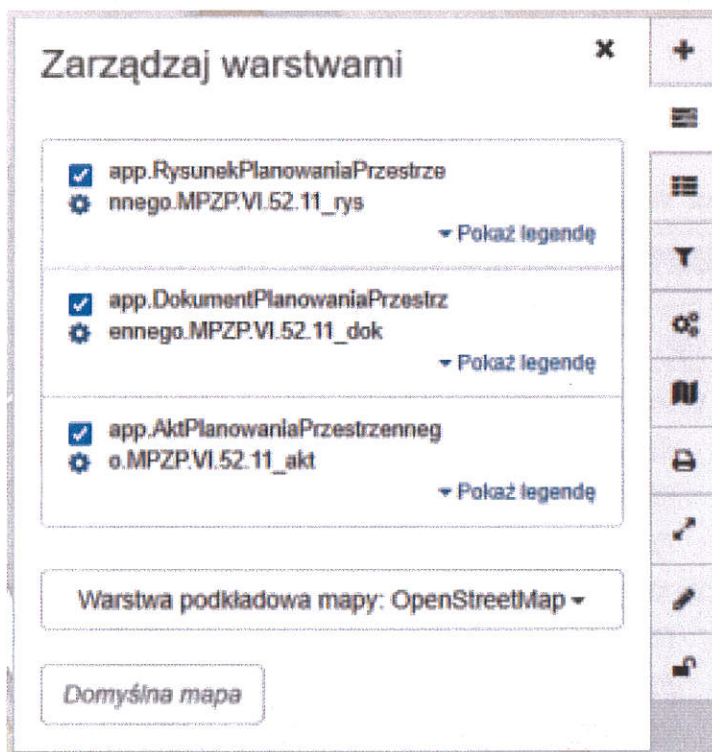 Zarządzaj warstwami
app.RysunekPlanowaniaPrzestrze
nnego.MPZP.VI.52.11_rys
Pokaż legendę
app.DokumentPlanowaniaPrzestrz
ennego.MPZP.VI.52.11_dok
Pokaż legendę
app.AktPlanowaniaPrzestrzenneg
o.MPZP.VI.52.11_akt
Pokaż legendę
Warstwa podkładowa mapy: OpenStreetMap
Domyślna mapa